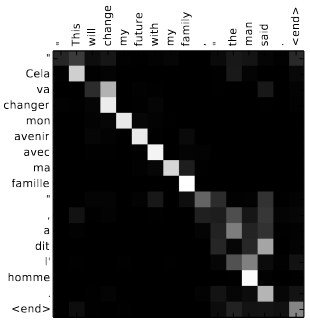 " This will change my future with my family , " the man said . <end>
"
Cela
va
changer
mon
avenir
avec
ma
famille
"
,
a
dit
l'
homme
.
<end>